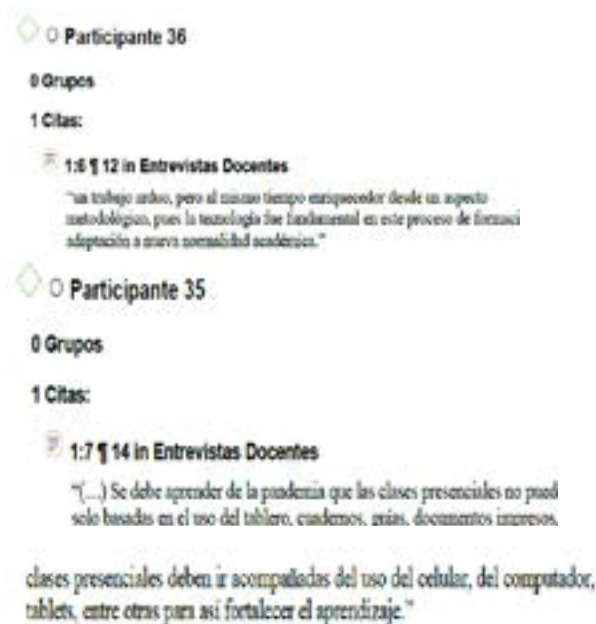 ○ Participante 36
0 Grupos
1 Citas:
1:6 ¶ 12 in Entrevistas Docentes
"un trabajo arduo, pero al mismo tiempo enriquecedor desde un aspecto
metodológico, pues la tecnología fue fundamental en este proceso de formaci
adaptación a nueva normalidad académica."
○ Participante 35
0 Grupos
1 Citas:
1:7 ¶ 14 in Entrevistas Docentes
"(…) Se debe aprender de la pandemia que las clases presenciales no pued
solo basadas en el uso del tablero, cuadernos, guías, documentos impresos,
clases presenciales deben ir acompañadas del uso del celular, del computador,
tablets, entre otras para así fortalecer el aprendizaje."